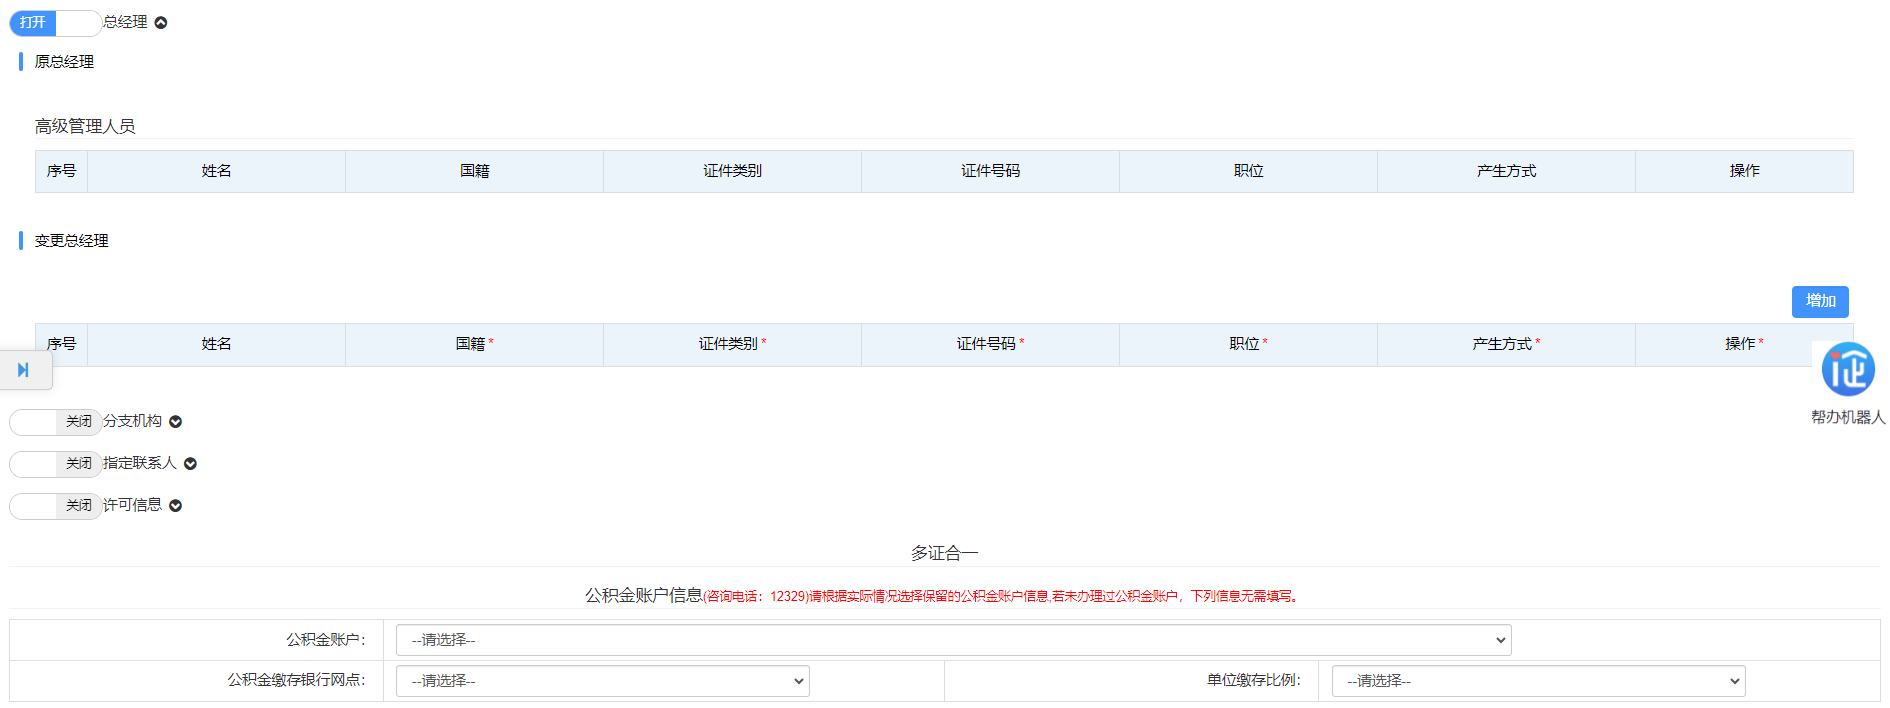 打开 总经理
原总经理
高级管理人员
序号 姓名 国籍 证件类别 证件号码 职位 产生方式 操作
变更总经理
增加
序号 姓名 国籍* 证件类别* 证件号码* 职位* 产生方式* 操作*
帮办机器人
关闭 分支机构
关闭 指定联系人
关闭 许可信息
多证合一
公积金账户信息(咨询电话：12329)请根据实际情况选择保留的公积金账户信息,若未办理过公积金账户，下列信息无需填写。
公积金账户： --请选择--
公积金缴存银行网点： --请选择-- 单位缴存比例： --请选择--